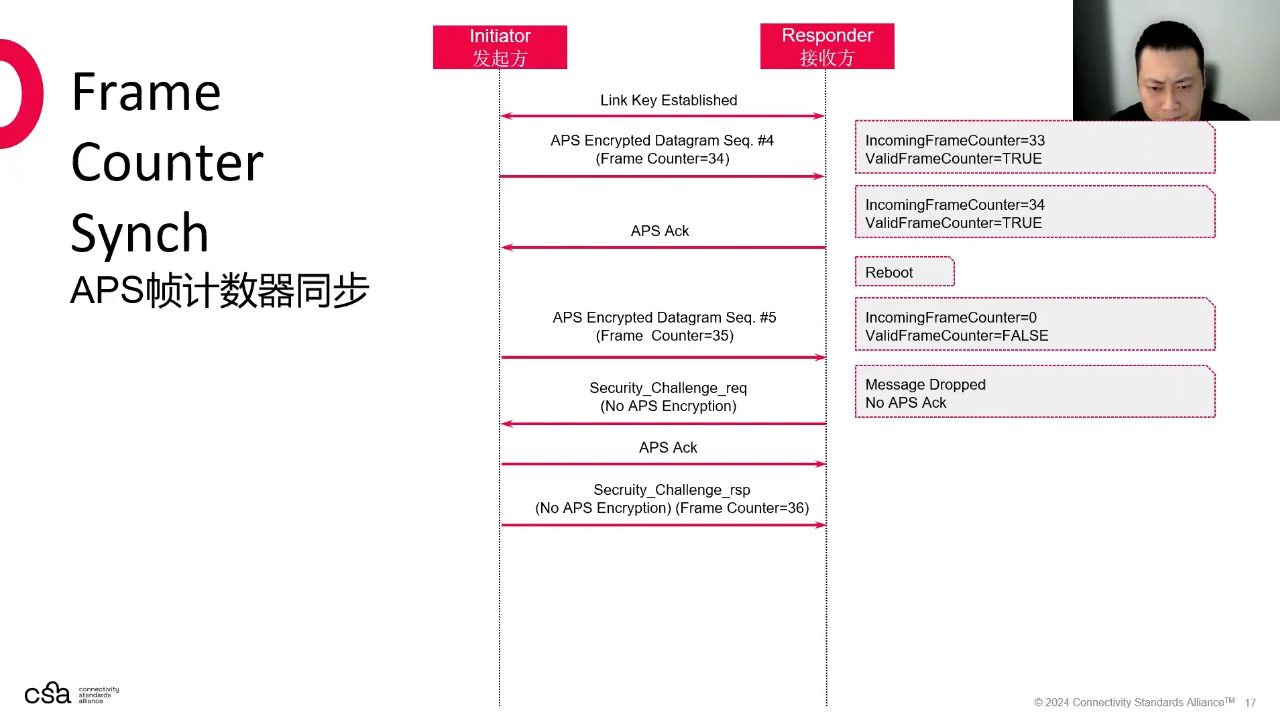 Frame
Counter
Synch
APS帧计数器同步
Initiator
发起方
Responder
接收方
Link Key Established
APS Encrypted Datagram Seq. #4
(Frame Counter=34)
IncomingFrameCounter=33
ValidFrameCounter=TRUE
IncomingFrameCounter=34
ValidFrameCounter=TRUE
APS Ack
Reboot
APS Encrypted Datagram Seq. #5
(Frame Counter=35)
IncomingFrameCounter=0
ValidFrameCounter=FALSE
Security_Challenge_req
(No APS Encryption)
Message Dropped
No APS Ack
APS Ack
Secruity_Challenge_rsp
(No APS Encryption) (Frame Counter=36)
csa connectivity
standards
alliance
© 2024 Connectivity Standards Alliance™ 17